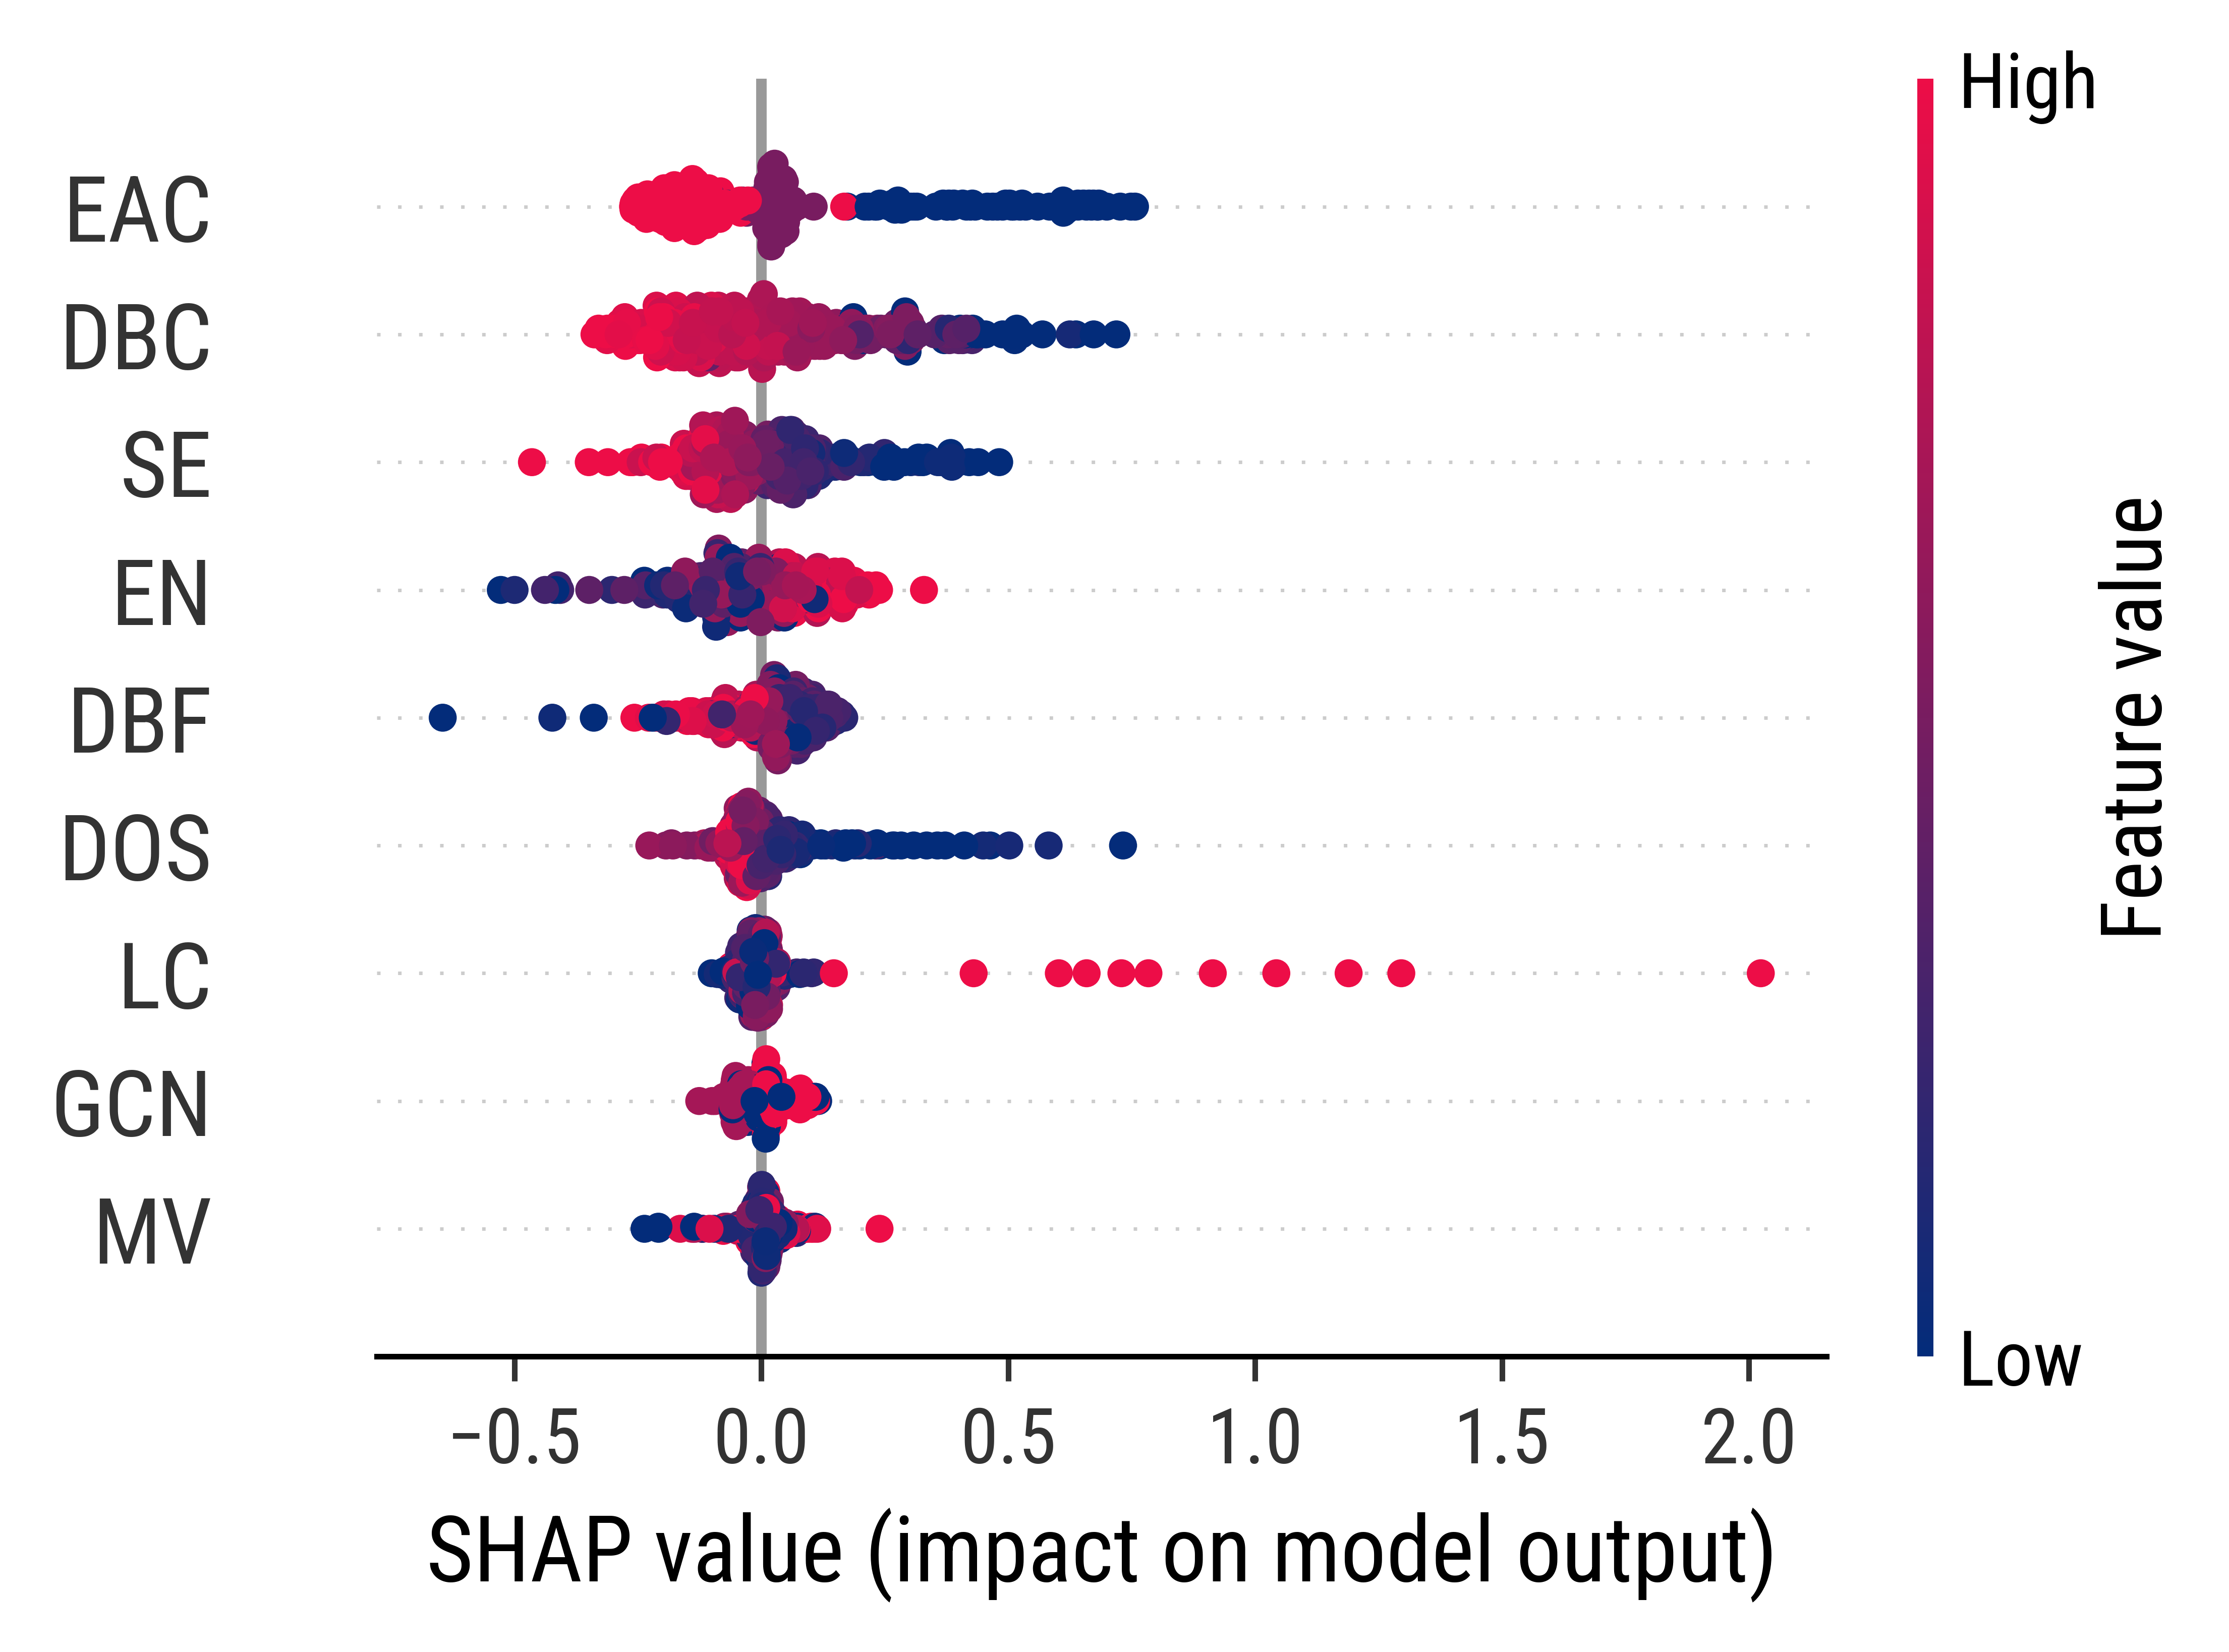 High
EAC
DBC
SE
EN
DBF
DOS
LC
GCN
MV
Feature value
Low
−0.5 0.0 0.5 1.0 1.5 2.0
SHAP value (impact on model output)